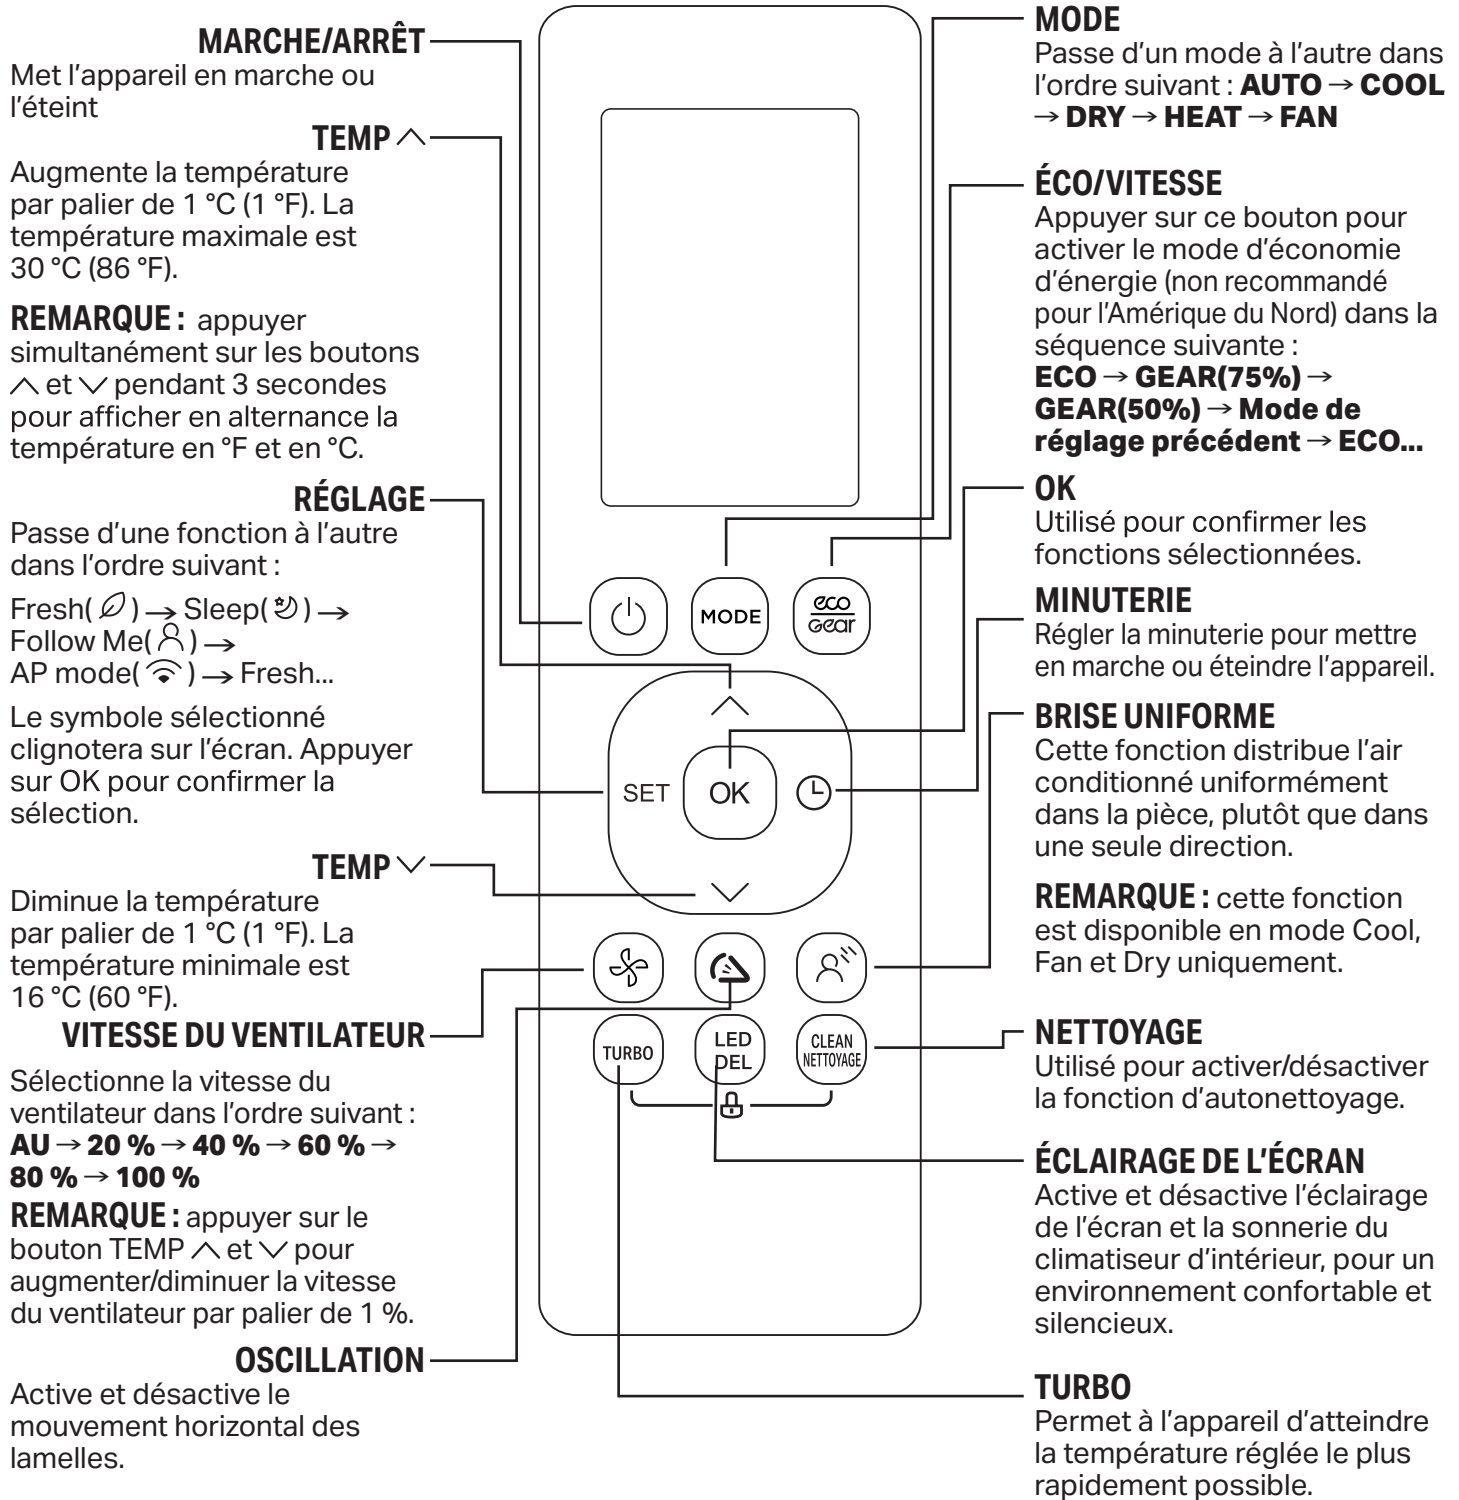 MARCHE/ARRÊT
Met l'appareil en marche ou
l'éteint
TEMP ︿
Augmente la température
par palier de 1 °C (1 °F). La
température maximale est
30 °C (86 °F).
REMARQUE : appuyer
simultanément sur les boutons
︿ et ﹀ pendant 3 secondes
pour afficher en alternance la
température en °F et en °C.
RÉGLAGE
Passe d'une fonction à l'autre
dans l'ordre suivant :
Fresh( ) → Sleep( ) →
Follow Me( ) →
AP mode( ) → Fresh...
Le symbole sélectionné
clignotera sur l'écran. Appuyer
sur OK pour confirmer la
sélection.
TEMP ﹀
Diminue la température
par palier de 1 °C (1 °F). La
température minimale est
16 °C (60 °F).
VITESSE DU VENTILATEUR
Sélectionne la vitesse du
ventilateur dans l'ordre suivant :
AU → 20 % → 40 % → 60 % →
80 % → 100 %
REMARQUE : appuyer sur le
bouton TEMP ︿ et ﹀ pour
augmenter/diminuer la vitesse
du ventilateur par palier de 1 %.
OSCILLATION
Active et désactive le
mouvement horizontal des
lamelles.
MODE
eco
Gear
SET
OK
TURBO
LED
DEL
CLEAN
NETTOYAGE
MODE
Passe d'un mode à l'autre dans
l'ordre suivant : AUTO → COOL
→ DRY → HEAT → FAN
ÉCO/VITESSE
Appuyer sur ce bouton pour
activer le mode d'économie
d'énergie (non recommandé
pour l'Amérique du Nord) dans la
séquence suivante :
ECO → GEAR(75%) →
GEAR(50%) → Mode de
réglage précédent → ECO...
OK
Utilisé pour confirmer les
fonctions sélectionnées.
MINUTERIE
Régler la minuterie pour mettre
en marche ou éteindre l'appareil.
BRISE UNIFORME
Cette fonction distribue l'air
conditionné uniformément
dans la pièce, plutôt que dans
une seule direction.
REMARQUE : cette fonction
est disponible en mode Cool,
Fan et Dry uniquement.
NETTOYAGE
Utilisé pour activer/désactiver
la fonction d'autonettoyage.
ÉCLAIRAGE DE L'ÉCRAN
Active et désactive l'éclairage
de l'écran et la sonnerie du
climatiseur d'intérieur, pour un
environnement confortable et
silencieux.
TURBO
Permet à l'appareil d'atteindre
la température réglée le plus
rapidement possible.